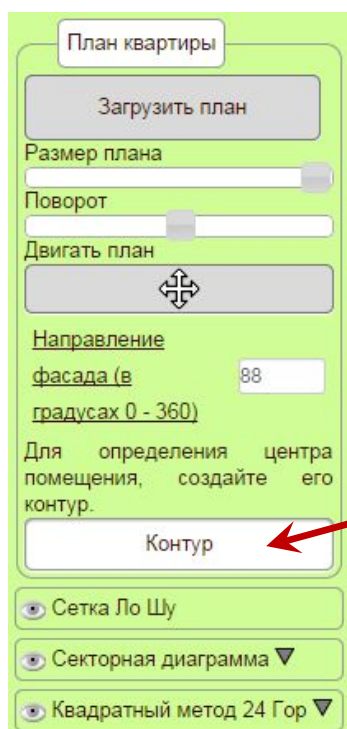 План квартиры
Загрузить план
Размер плана
Поворот
Двигать план
Направление
фасада (в
градусах 0 - 360)
88
Для определения центра
помещения, создайте его
контур.
Контур
Сетка Ло Шу
Секторная диаграмма
Квадратный метод 24 Гор